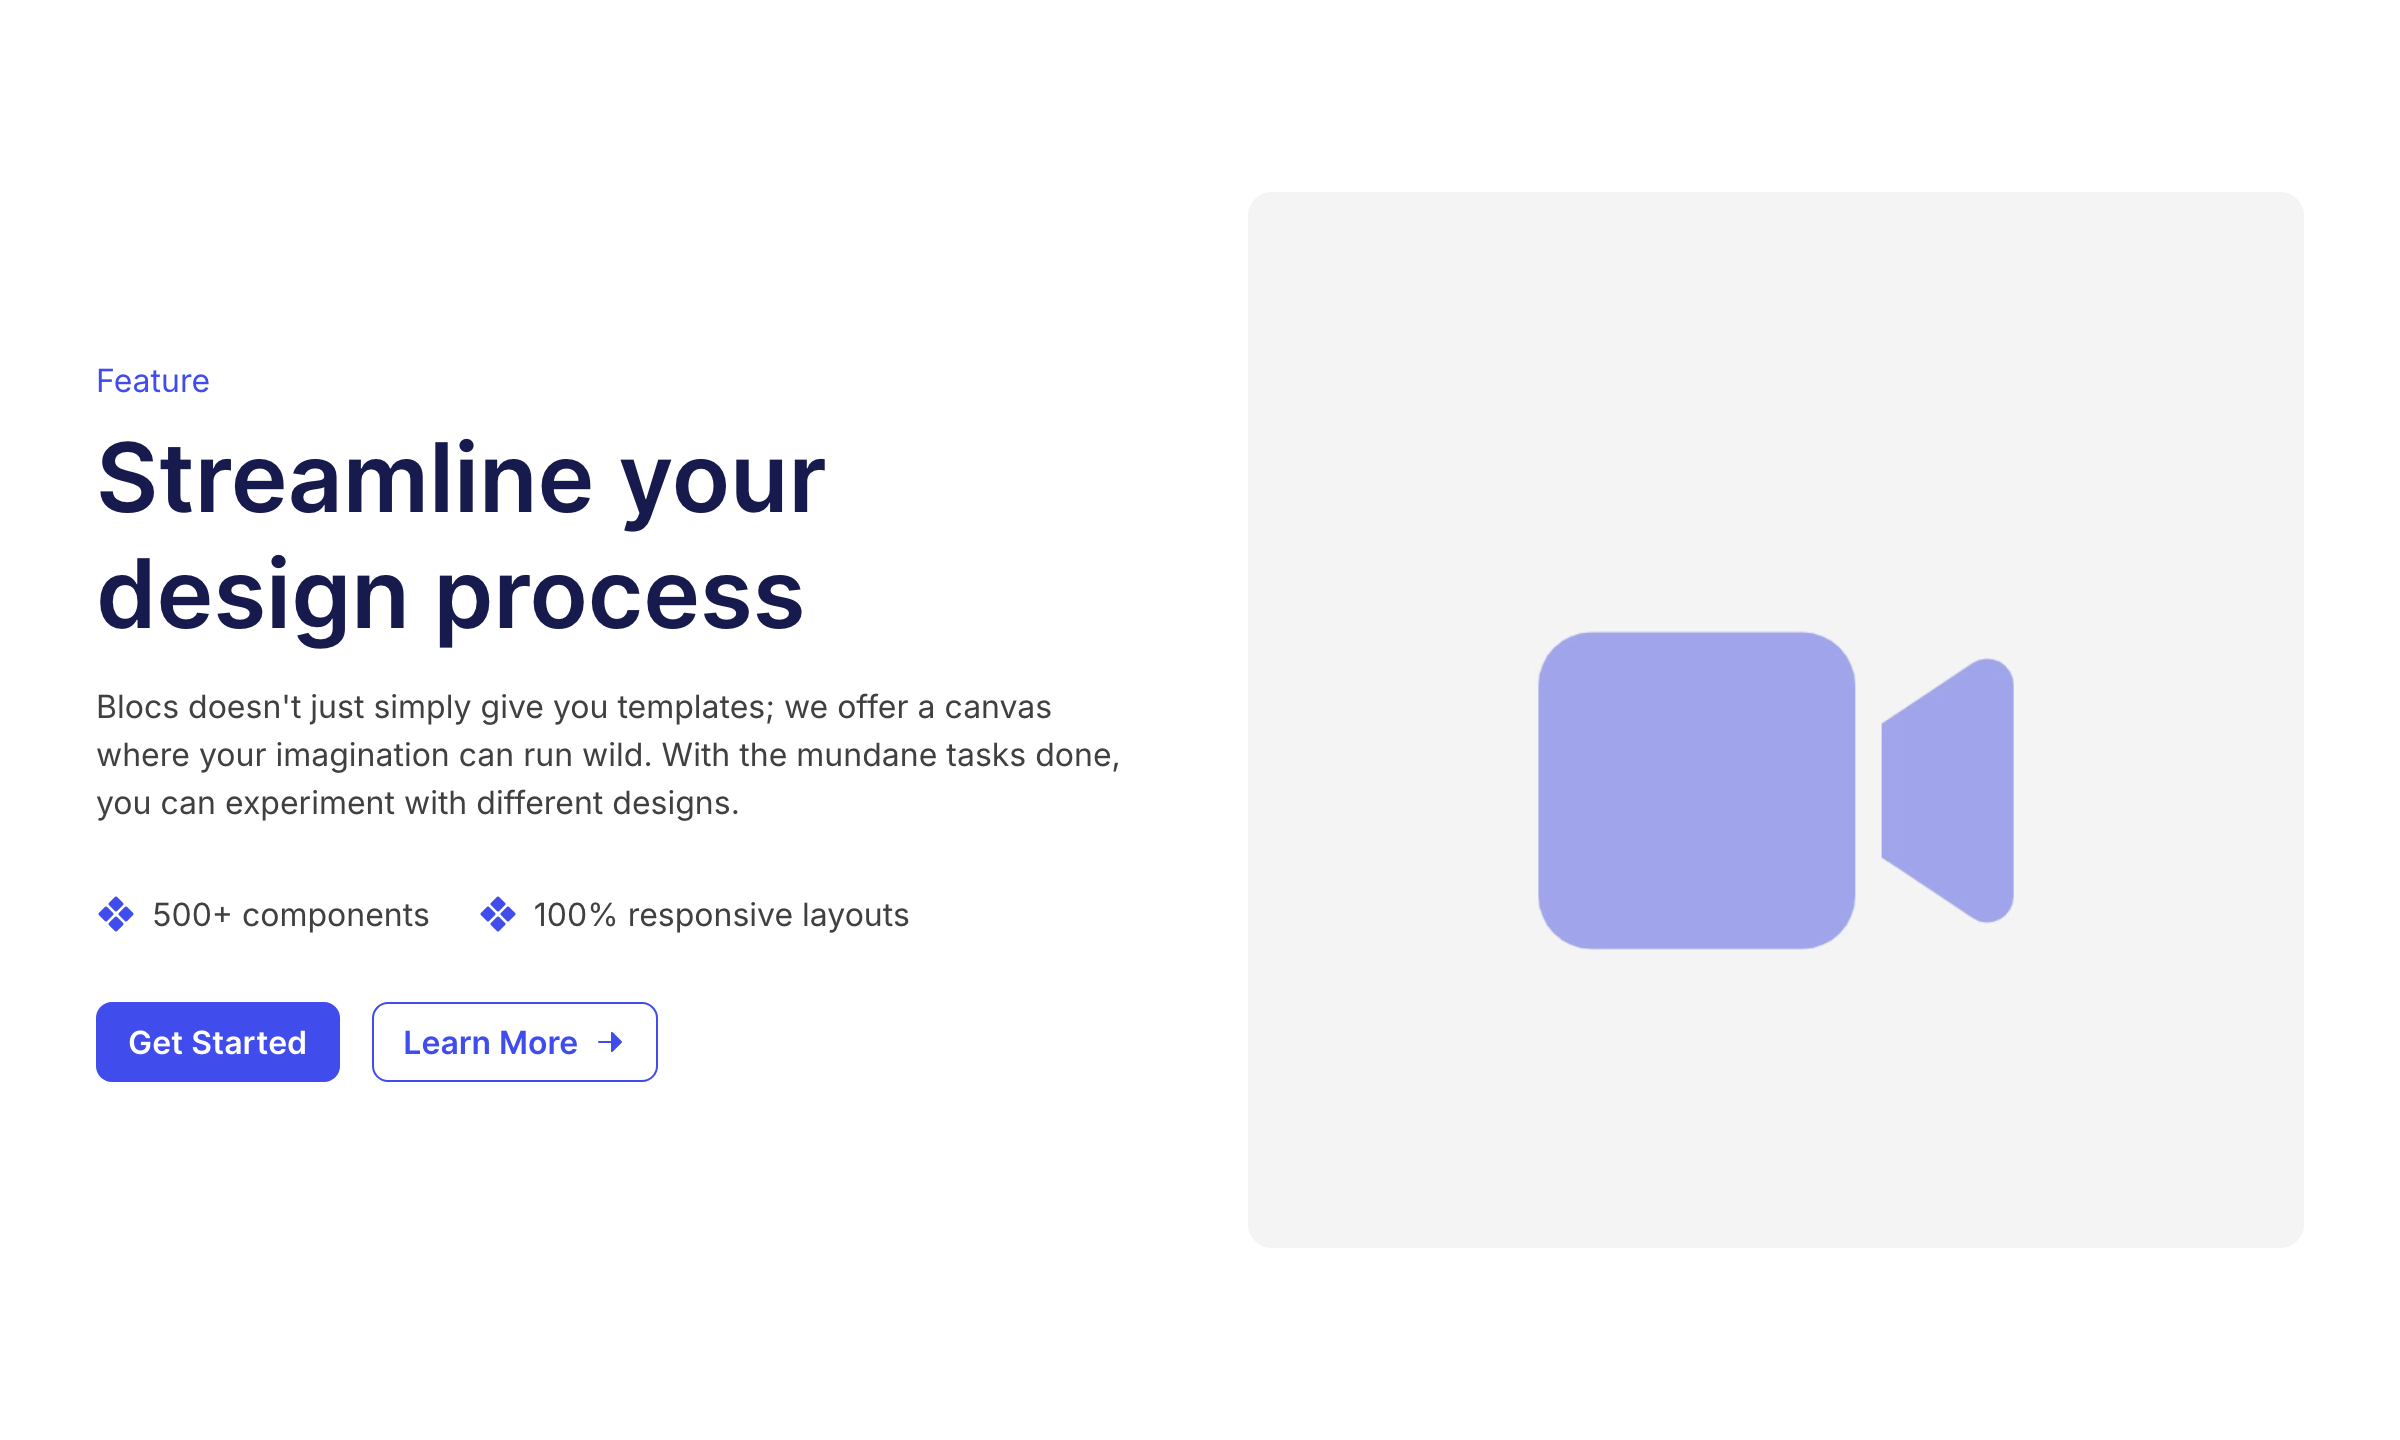 Feature
Streamline your
design process
Blocs doesn't just simply give you templates; we offer a canvas
where your imagination can run wild. With the mundane tasks done,
you can experiment with different designs.
500+ components
100% responsive layouts
Get Started
Learn More